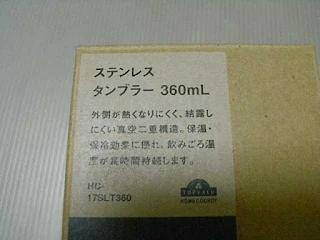 ステンレス
タンブラー 360mL
外側が熱くなりにくく、結露し
にくい真空二重構造。保温・
保冷効果に優れ、飲みごろ温
度が長時間持続します。
HC-
17SLT360
TOPVALU
HOME COORDY